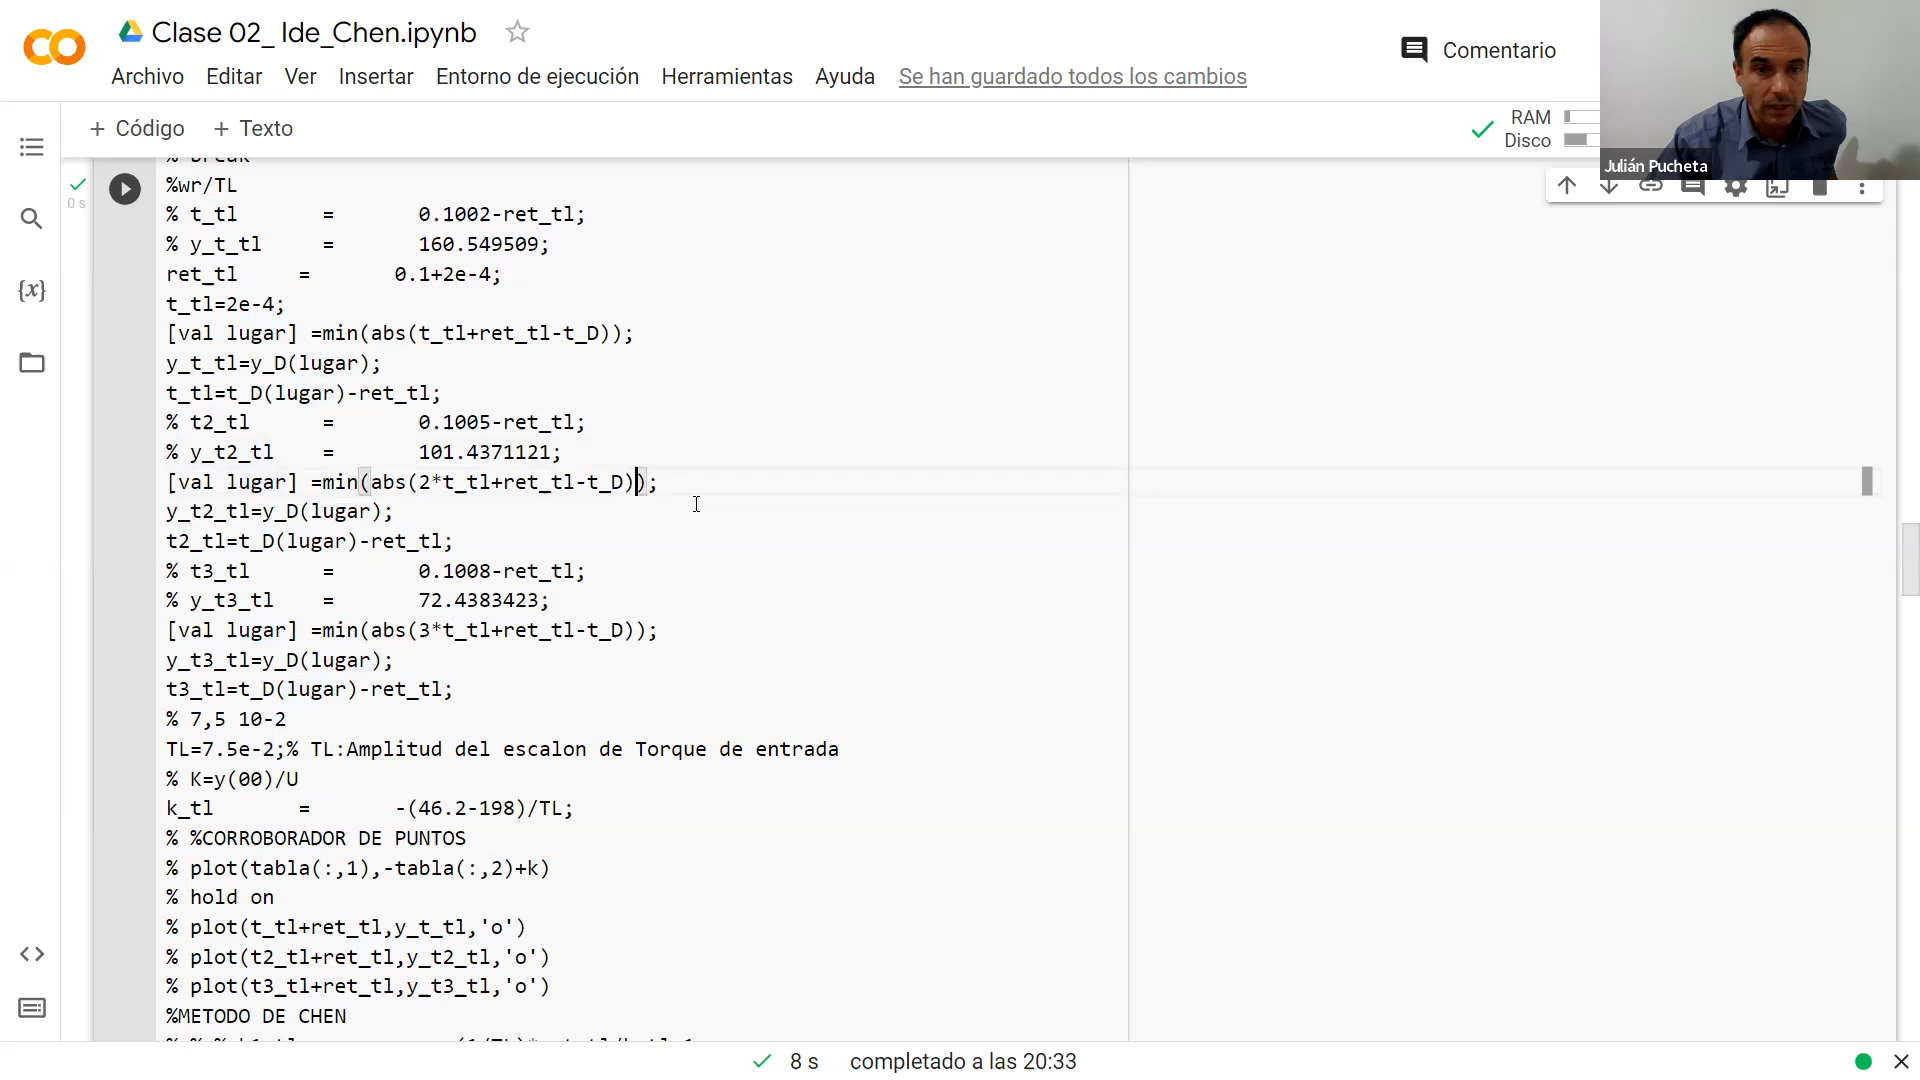 Clase 02_ Ide_Chen.ipynb
Archivo Editar Ver Insertar Entorno de ejecución Herramientas Ayuda Se han guardado todos los cambios
Comentario
+ Código + Texto
RAM
Disco
Julián Pucheta
0 s
% break
%wr/TL
% t_tl = 0.1002-ret_tl;
% y_t_tl = 160.549509;
ret_tl = 0.1+2e-4;
t_tl=2e-4;
[val lugar] =min(abs(t_tl+ret_tl-t_D));
y_t_tl=y_D(lugar);
t_tl=t_D(lugar)-ret_tl;
% t2_tl = 0.1005-ret_tl;
% y_t2_tl = 101.4371121;
[val lugar] =min(abs(2*t_tl+ret_tl-t_D));
y_t2_tl=y_D(lugar);
t2_tl=t_D(lugar)-ret_tl;
% t3_tl = 0.1008-ret_tl;
% y_t3_tl = 72.4383423;
[val lugar] =min(abs(3*t_tl+ret_tl-t_D));
y_t3_tl=y_D(lugar);
t3_tl=t_D(lugar)-ret_tl;
% 7,5 10-2
TL=7.5e-2;% TL:Amplitud del escalon de Torque de entrada
% K=y(00)/U
k_tl = -(46.2-198)/TL;
% %CORROBORADOR DE PUNTOS
% plot(tabla(:,1),-tabla(:,2)+k)
% hold on
% plot(t_tl+ret_tl,y_t_tl,'o')
% plot(t2_tl+ret_tl,y_t2_tl,'o')
% plot(t3_tl+ret_tl,y_t3_tl,'o')
%METODO DE CHEN
8 s completado a las 20:33